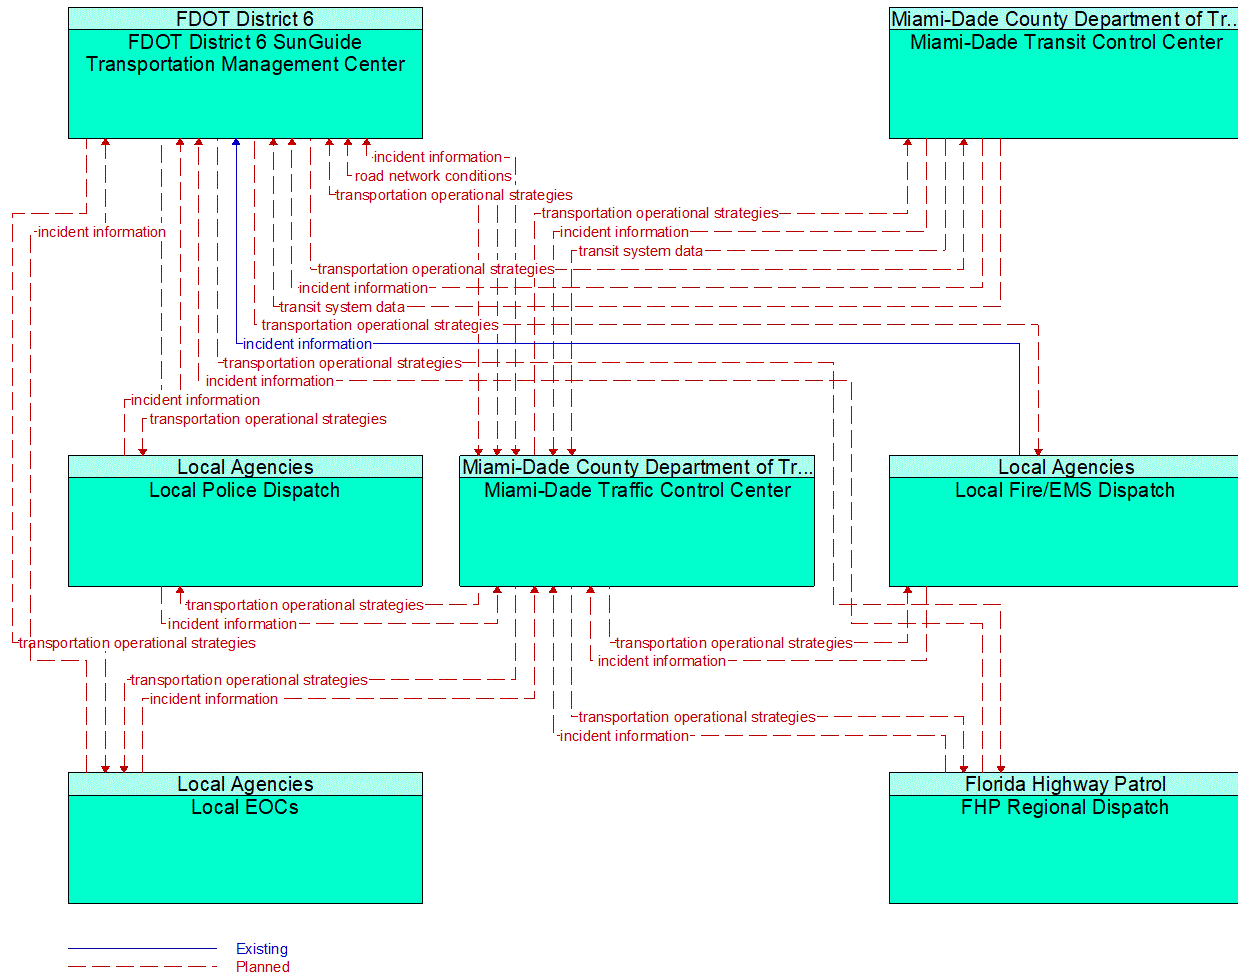 FDOT District 6
FDOT District 6 SunGuide
Transportation Management Center
Miami-Dade County Department of Tr...
Miami-Dade Transit Control Center
incident information
road network conditions
transportation operational strategies
transportation operational strategies
incident information
incident information
transit system data
transportation operational strategies
incident information
transit system data
transportation operational strategies
incident information
transportation operational strategies
incident information
incident information
transportation operational strategies
Local Agencies
Local Police Dispatch
Miami-Dade County Department of Tr...
Miami-Dade Traffic Control Center
Local Agencies
Local Fire/EMS Dispatch
transportation operational strategies
incident information
transportation operational strategies
transportation operational strategies
incident information
transportation operational strategies
incident information
transportation operational strategies
incident information
Local Agencies
Local EOCs
Florida Highway Patrol
FHP Regional Dispatch
Existing
Planned